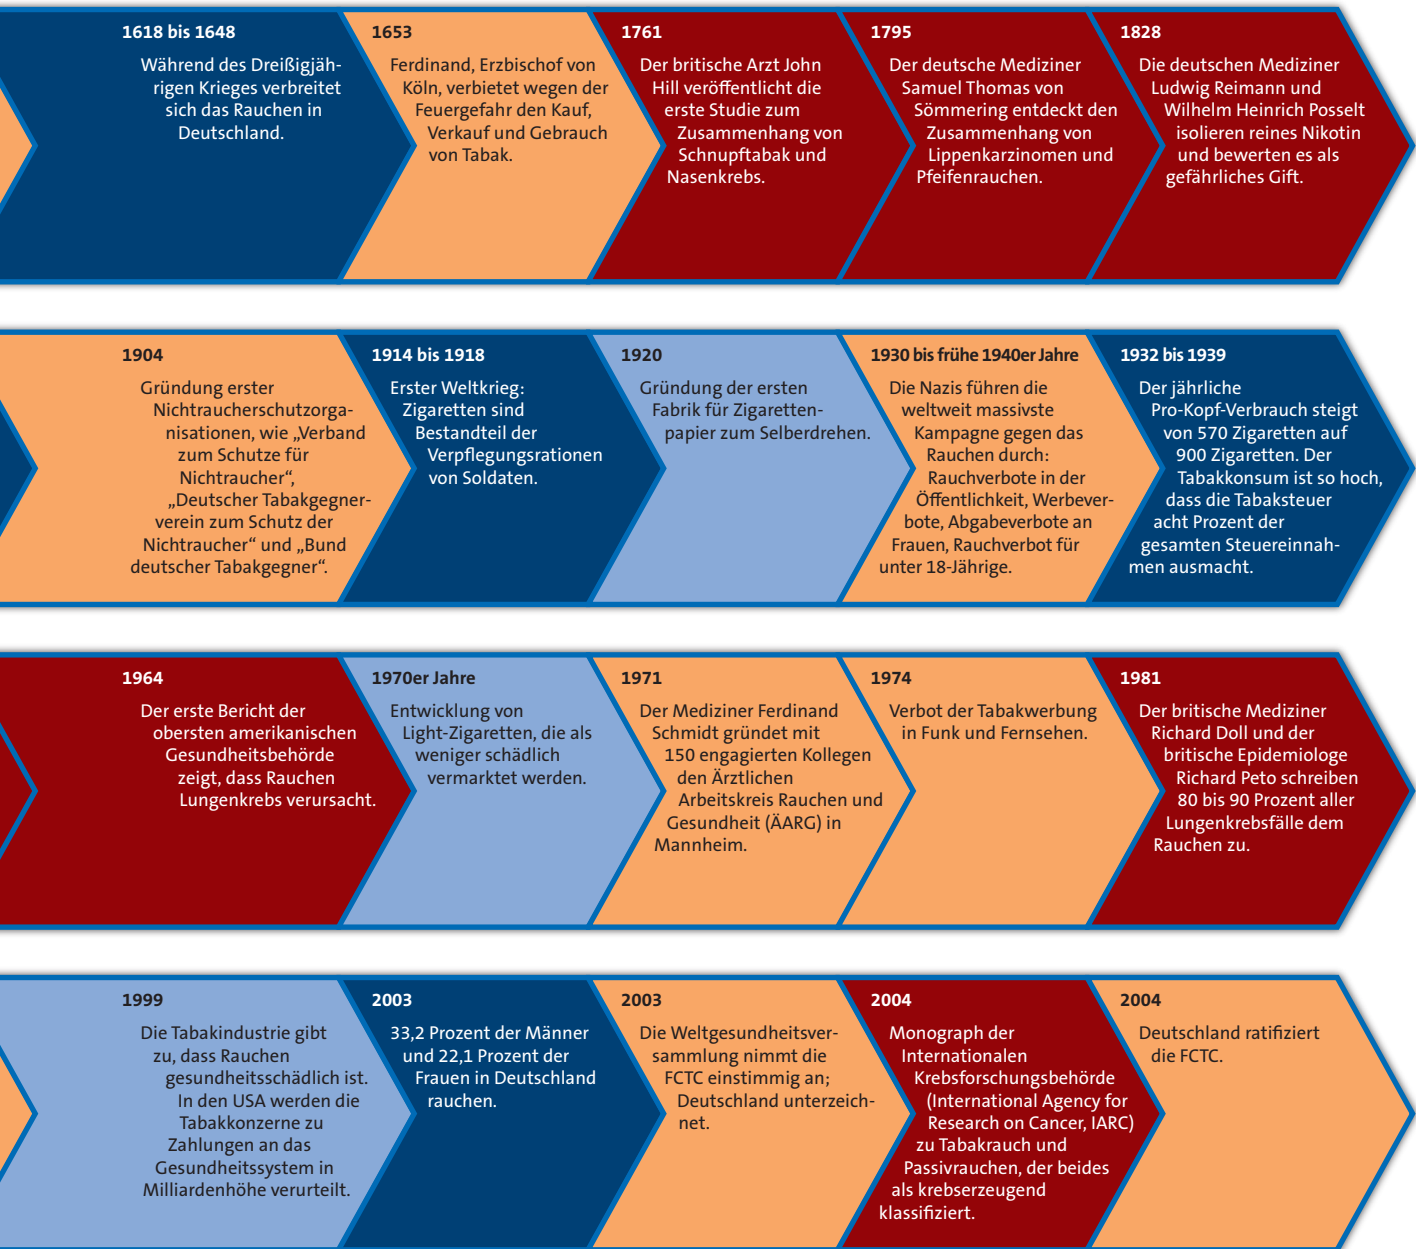 1618 bis 1648
Während des Dreißigjäh-
rigen Krieges verbreitet
sich das Rauchen in
Deutschland.
1653
Ferdinand, Erzbischof von
Köln, verbietet wegen der
Feuergefahr den Kauf,
Verkauf und Gebrauch
von Tabak.
1761
Der britische Arzt John
Hill veröffentlicht die
erste Studie zum
Zusammenhang von
Schnupftabak und
Nasenkrebs.
1795
Der deutsche Mediziner
Samuel Thomas von
Sömmering entdeckt den
Zusammenhang von
Lippenkarzinomen und
Pfeifenrauchen.
1828
Die deutschen Mediziner
Ludwig Reimann und
Wilhelm Heinrich Posselt
isolieren reines Nikotin
und bewerten es als
gefährliches Gift.
1904
Gründung erster
Nichtraucherschutzorga-
nisationen, wie „Verband
zum Schutze für
Nichtraucher“,
„Deutscher Tabakgegner-
verein zum Schutz der
Nichtraucher“ und „Bund
deutscher Tabakgegner“.
1914 bis 1918
Erster Weltkrieg:
Zigaretten sind
Bestandteil der
Verpflegungsrationen
von Soldaten.
1920
Gründung der ersten
Fabrik für Zigaretten-
papier zum Selberdrehen.
1930 bis frühe 1940er Jahre
Die Nazis führen die
weltweit massivste
Kampagne gegen das
Rauchen durch:
Rauchverbote in der
Öffentlichkeit, Werbever-
bote, Abgabeverbote an
Frauen, Rauchverbot für
unter 18-Jährige.
1932 bis 1939
Der jährliche
Pro-Kopf-Verbrauch steigt
von 570 Zigaretten auf
900 Zigaretten. Der
Tabakkonsum ist so hoch,
dass die Tabaksteuer
acht Prozent der
gesamten Steuereinnah-
men ausmacht.
1964
Der erste Bericht der
obersten amerikanischen
Gesundheitsbehörde
zeigt, dass Rauchen
Lungenkrebs verursacht.
1970er Jahre
Entwicklung von
Light-Zigaretten, die als
weniger schädlich
vermarktet werden.
1971
Der Mediziner Ferdinand
Schmidt gründet mit
150 engagierten Kollegen
den Ärztlichen
Arbeitskreis Rauchen und
Gesundheit (ÄARG) in
Mannheim.
1974
Verbot der Tabakwerbung
in Funk und Fernsehen.
1981
Der britische Mediziner
Richard Doll und der
britische Epidemiologe
Richard Peto schreiben
80 bis 90 Prozent aller
Lungenkrebsfälle dem
Rauchen zu.
1999
Die Tabakindustrie gibt
zu, dass Rauchen
gesundheitsschädlich ist.
In den USA werden die
Tabakkonzerne zu
Zahlungen an das
Gesundheitssystem in
Milliardenhöhe verurteilt.
2003
33,2 Prozent der Männer
und 22,1 Prozent der
Frauen in Deutschland
rauchen.
2003
Die Weltgesundheitsver-
sammlung nimmt die
FCTC einstimmig an;
Deutschland unterzeich-
net.
2004
Monograph der
Internationalen
Krebsforschungsbehörde
(International Agency for
Research on Cancer, IARC)
zu Tabakrauch und
Passivrauchen, der beides
als krebserzeugend
klassifiziert.
2004
Deutschland ratifiziert
die FCTC.